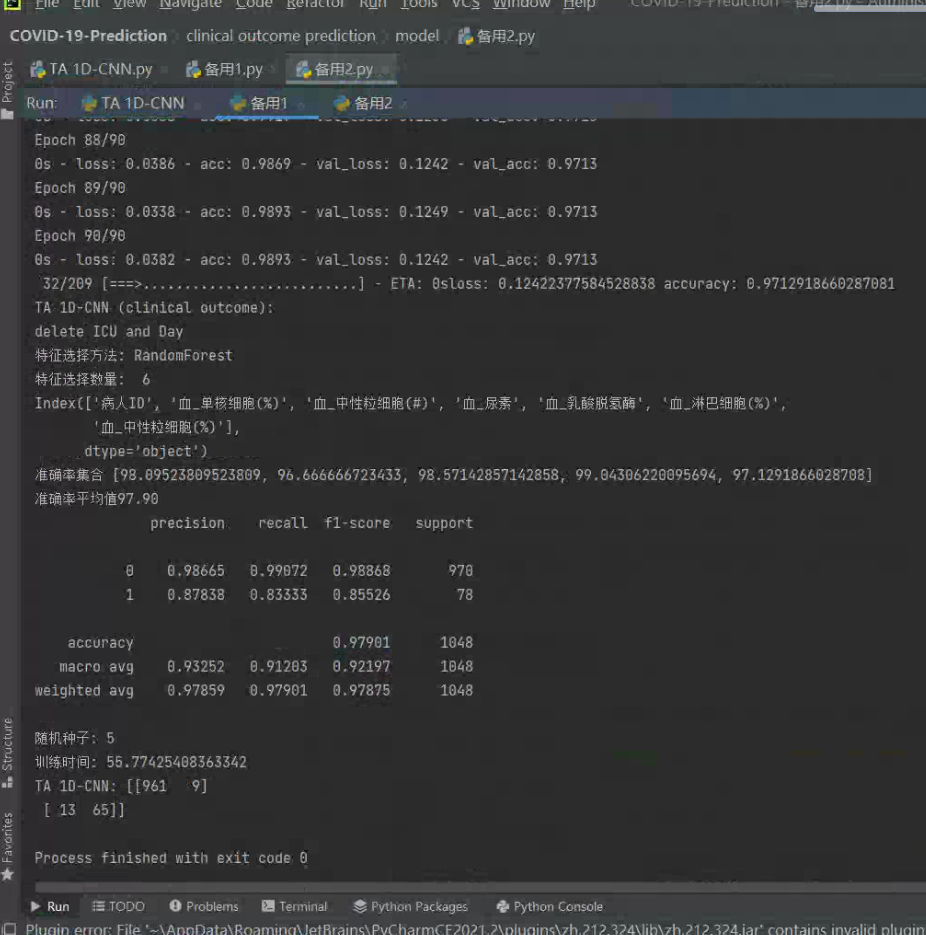 File Edit View Navigate Code Refactor Run Tools VCS Window Help COVID-19-Prediction - 备用2.py -
COVID-19-Prediction clinical outcome prediction model 备用2.py
TA 1D-CNN.py 备用1.py 备用2.py
Project
Run: TA 1D-CNN 备用1 备用2
Epoch 88/90
0s - loss: 0.0386 - acc: 0.9869 - val_loss: 0.1242 - val_acc: 0.9713
Epoch 89/90
0s - loss: 0.0338 - acc: 0.9893 - val_loss: 0.1249 - val_acc: 0.9713
Epoch 90/90
0s - loss: 0.0382 - acc: 0.9893 - val_loss: 0.1242 - val_acc: 0.9713
32/209 [===>..........................] - ETA: 0sloss: 0.12422377584528838 accuracy: 0.9712918660287081
TA 1D-CNN (clinical outcome):
delete ICU and Day
特征选择方法: RandomForest
特征选择数量: 6
Index(['病人ID', '血_单核细胞(%)', '血_中性粒细胞(#)', '血_尿素', '血_乳酸脱氢酶', '血_淋巴细胞(%)',
'血_中性粒细胞(%)'],
dtype='object')
准确率集合 [98.09523809523809, 96.666666723433, 98.57142857142858, 99.04306220095694, 97.1291866028708]
准确率平均值97.90
precision recall f1-score support
0 0.98665 0.99072 0.98868 970
1 0.87838 0.83333 0.85526 78
accuracy 0.97901 1048
macro avg 0.93252 0.91203 0.92197 1048
weighted avg 0.97859 0.97901 0.97875 1048
随机种子: 5
训练时间: 55.77425408363342
TA 1D-CNN: [[961 9]
[ 13 65]]
Process finished with exit code 0
Structure
Favorites
Run TODO Problems Terminal Python Packages Python Console
Plugin error: File '~\AppData\Roaming\JetBrains\PyCharmCE2021.2\plugins\zh.212.324\lib\zh.212.324.jar' contains invalid plugin